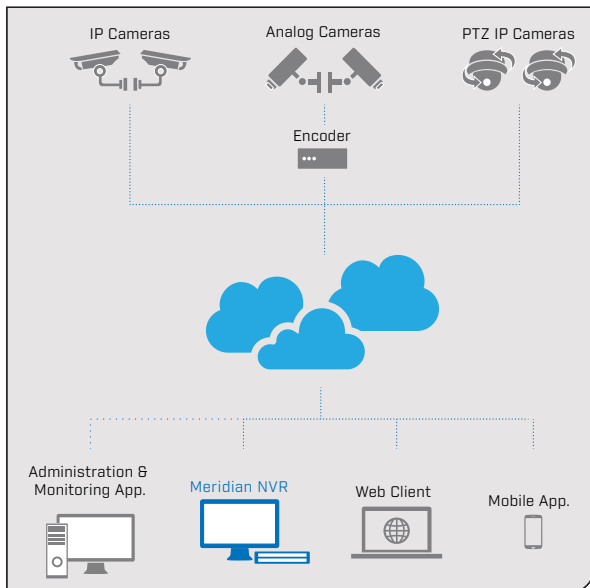 IP Cameras
Analog Cameras
PTZ IP Cameras
Encoder
Administration &
Monitoring App.
Meridian NVR
Web Client
Mobile App.